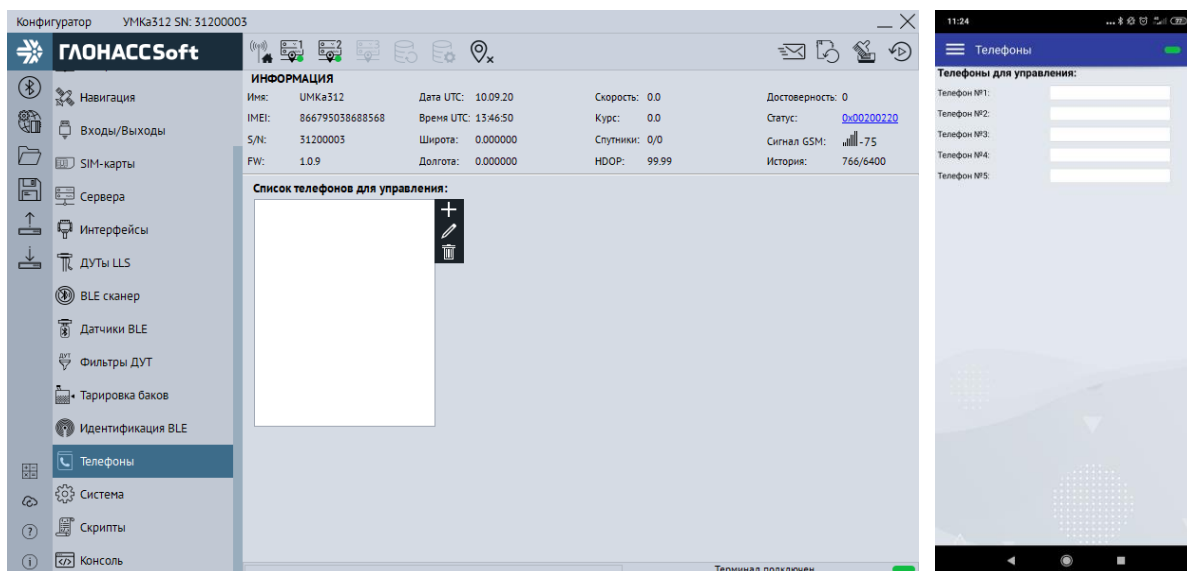 Конфигуратор УМКа312 SN: 31200003
ГЛОНАССSoft
Навигация
Входы/Выходы
SIM-карты
Сервера
Интерфейсы
ДУТы LLS
BLE сканер
Датчики BLE
Фильтры ДУТ
Тарировка баков
Идентификация BLE
Телефоны
Система
Скрипты
Консоль
ИНФОРМАЦИЯ
Имя: УМКа312 Дата UTC: 10.09.20 Скорость: 0.0 Достоверность: 0
IMEI: 866795038688568 Время UTC: 13:46:50 Курс: 0.0 Статус: 0x00200220
S/N: 31200003 Широта: 0.000000 Спутники: 0/0 Сигнал GSM: -75
FW: 1.0.9 Долгота: 0.000000 HDOP: 99.99 История: 766/6400
Список телефонов для управления:
Терминал подключен
11:24
Телефоны
Телефоны для управления:
Телефон №1:
Телефон №2:
Телефон №3:
Телефон №4:
Телефон №5: